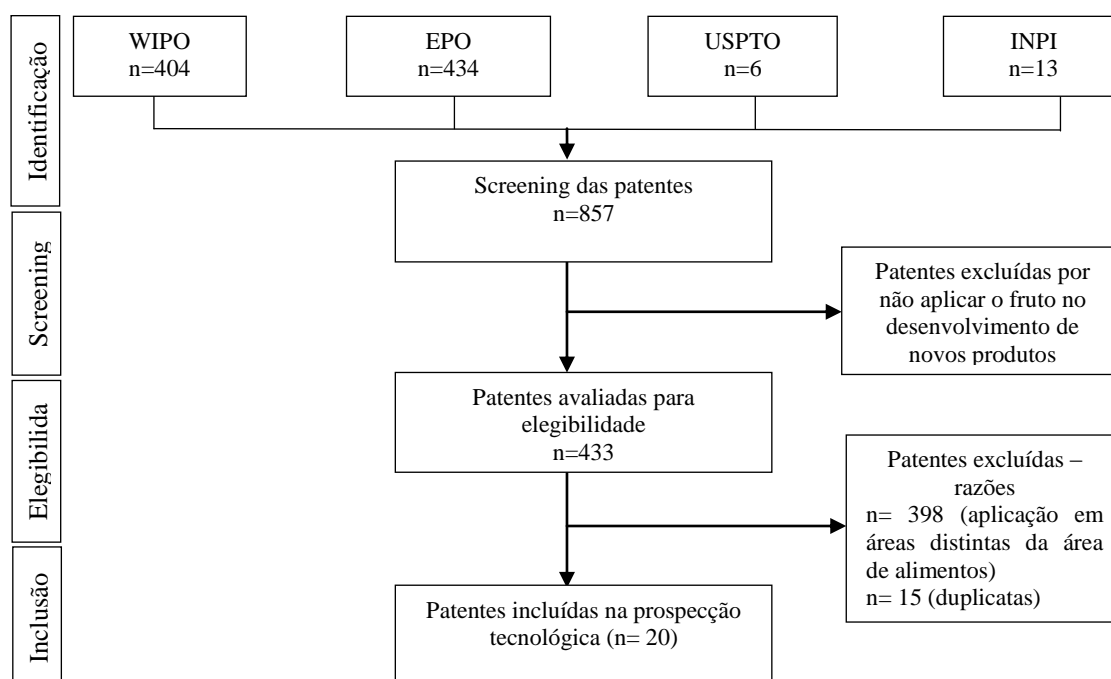 Identificação
WIPO
n=404
EPO
n=434
USPTO
n=6
INPI
n=13
Screening das patentes
n=857
Screening
Patentes excluídas por
não aplicar o fruto no
desenvolvimento de
novos produtos
Elegibilida
Patentes avaliadas para
elegibilidade
n=433
Patentes excluídas –
razões
n= 398 (aplicação em
áreas distintas da área
de alimentos)
n= 15 (duplicatas)
Inclusão
Patentes incluídas na prospecção
tecnológica (n= 20)